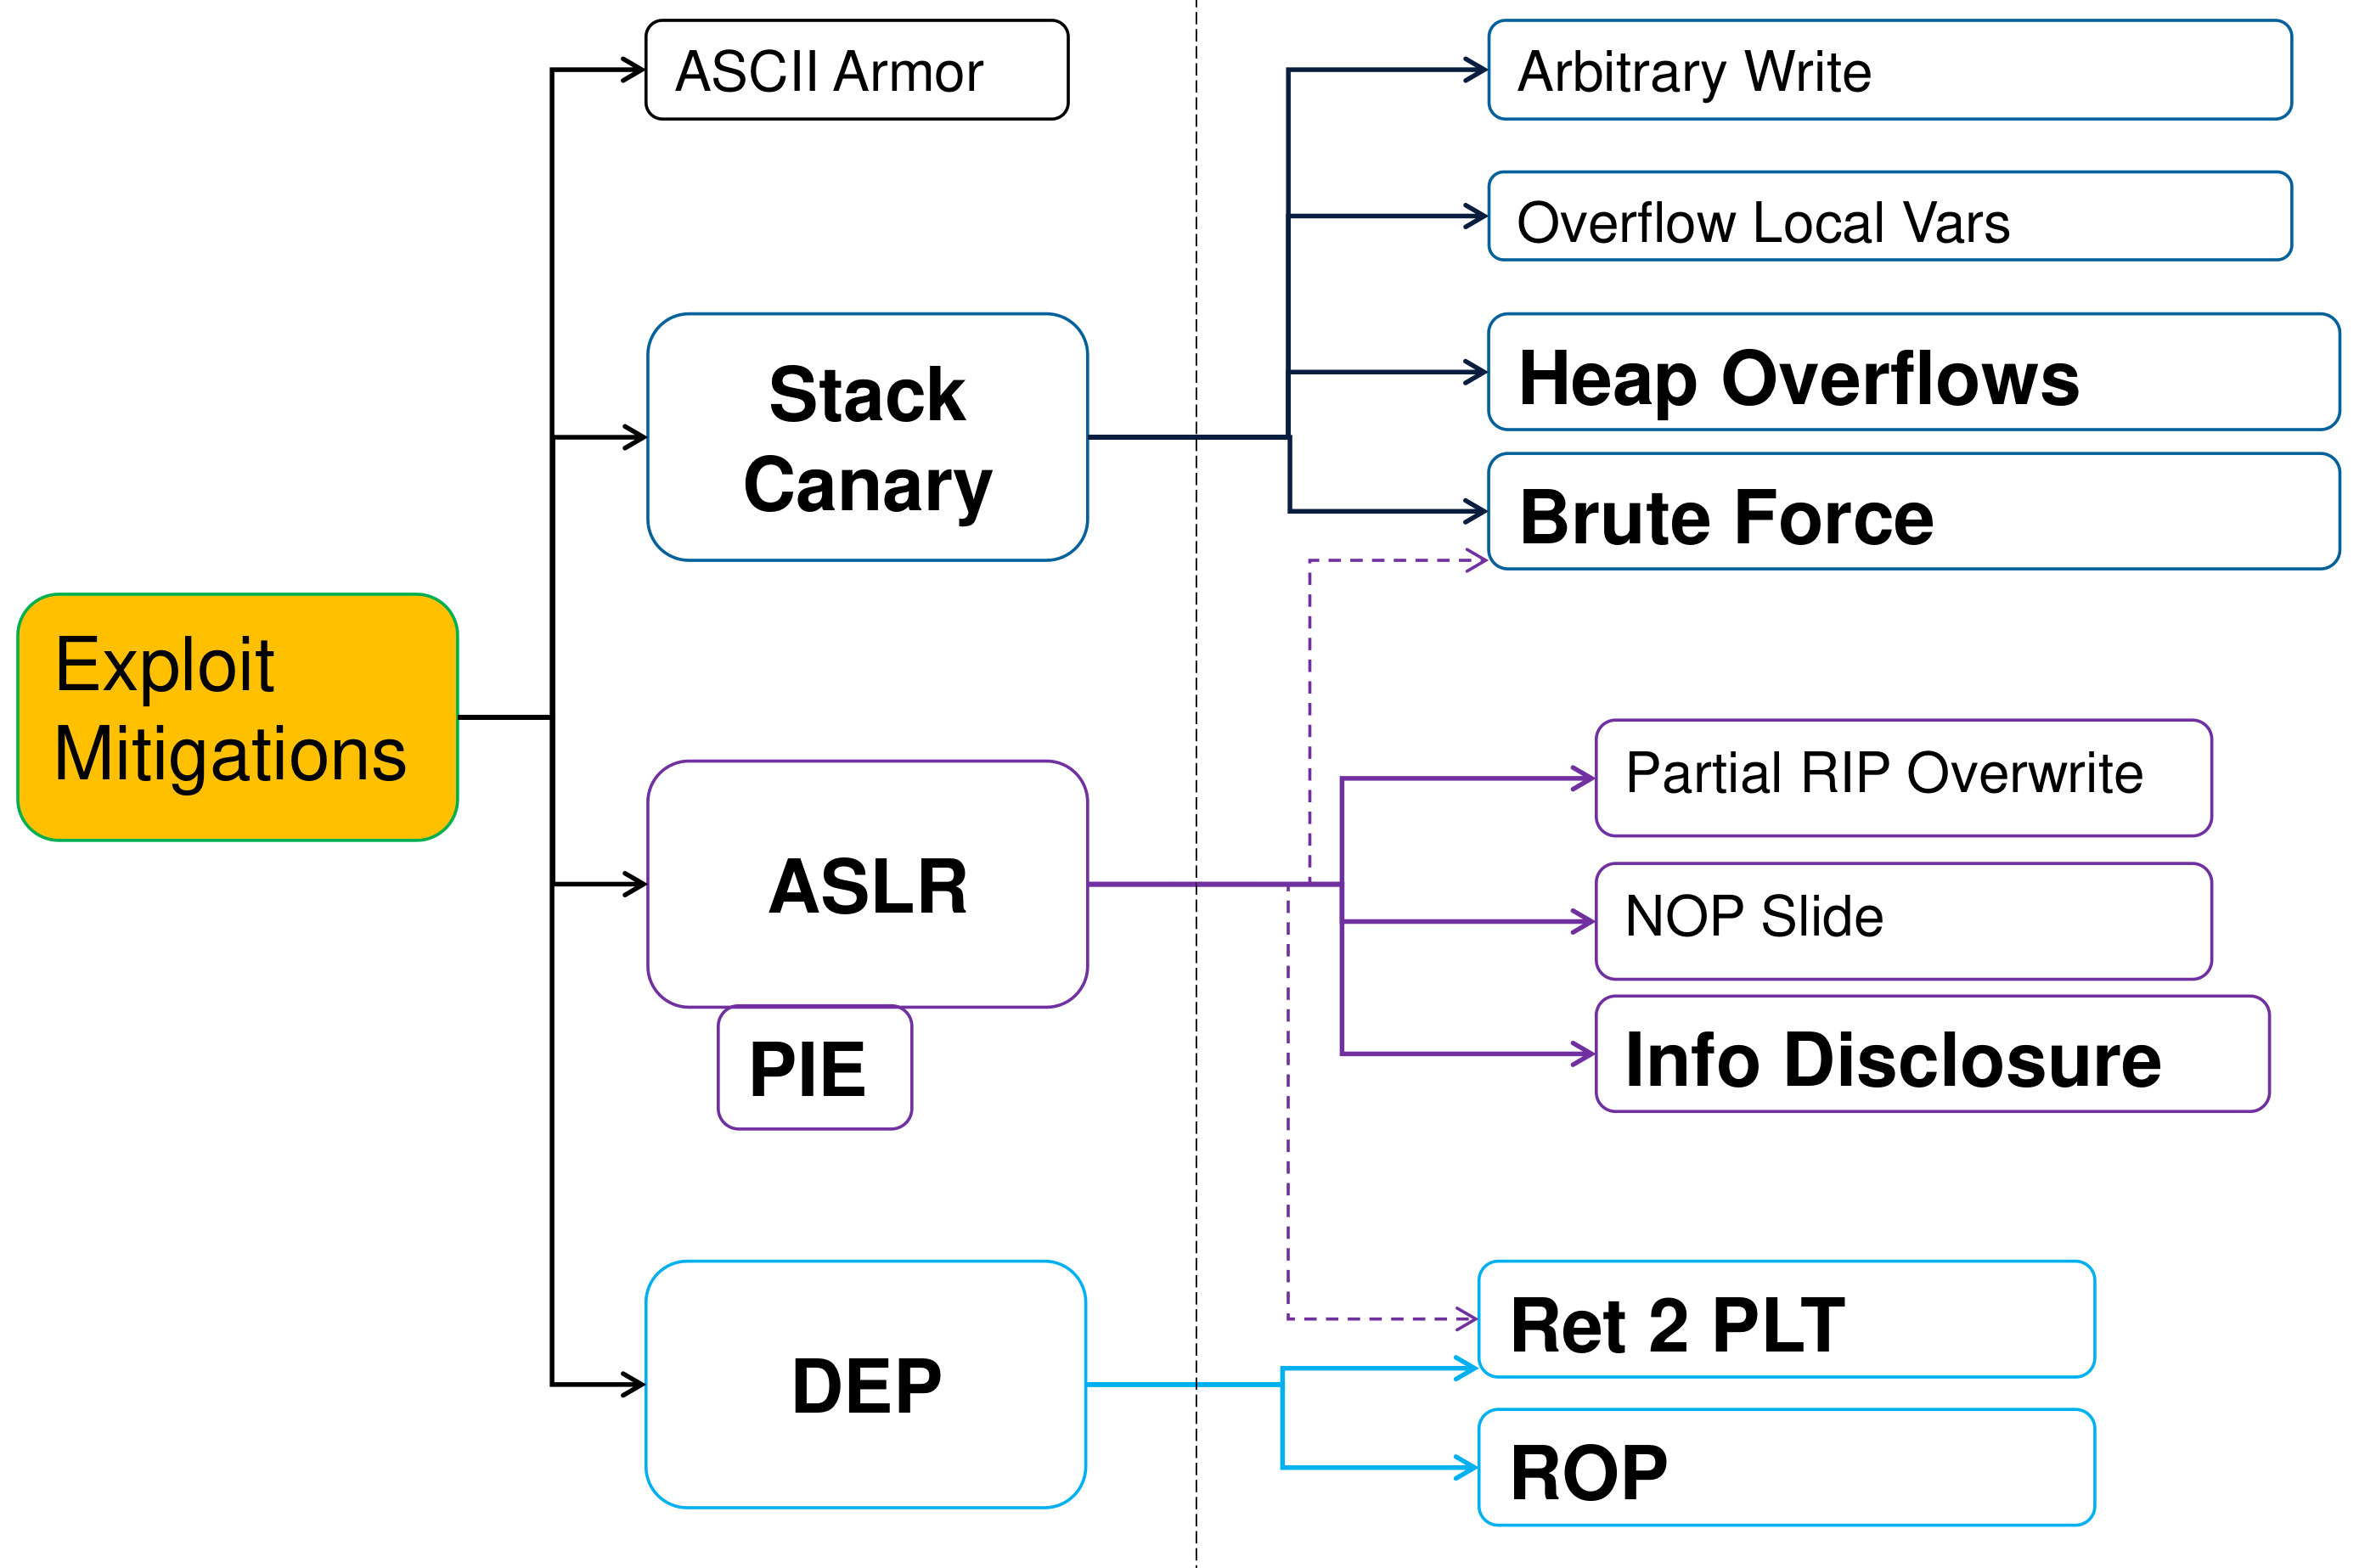 Exploit
Mitigations
ASCII Armor
Stack
Canary
ASLR
PIE
DEP
Arbitrary Write
Overflow Local Vars
Heap Overflows
Brute Force
Partial RIP Overwrite
NOP Slide
Info Disclosure
Ret 2 PLT
ROP